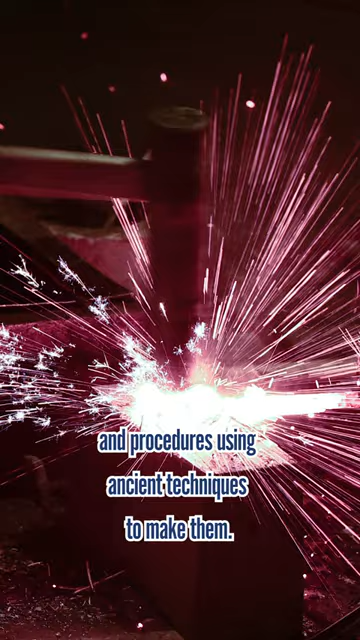 and procedures using
ancient techniques
to make them.